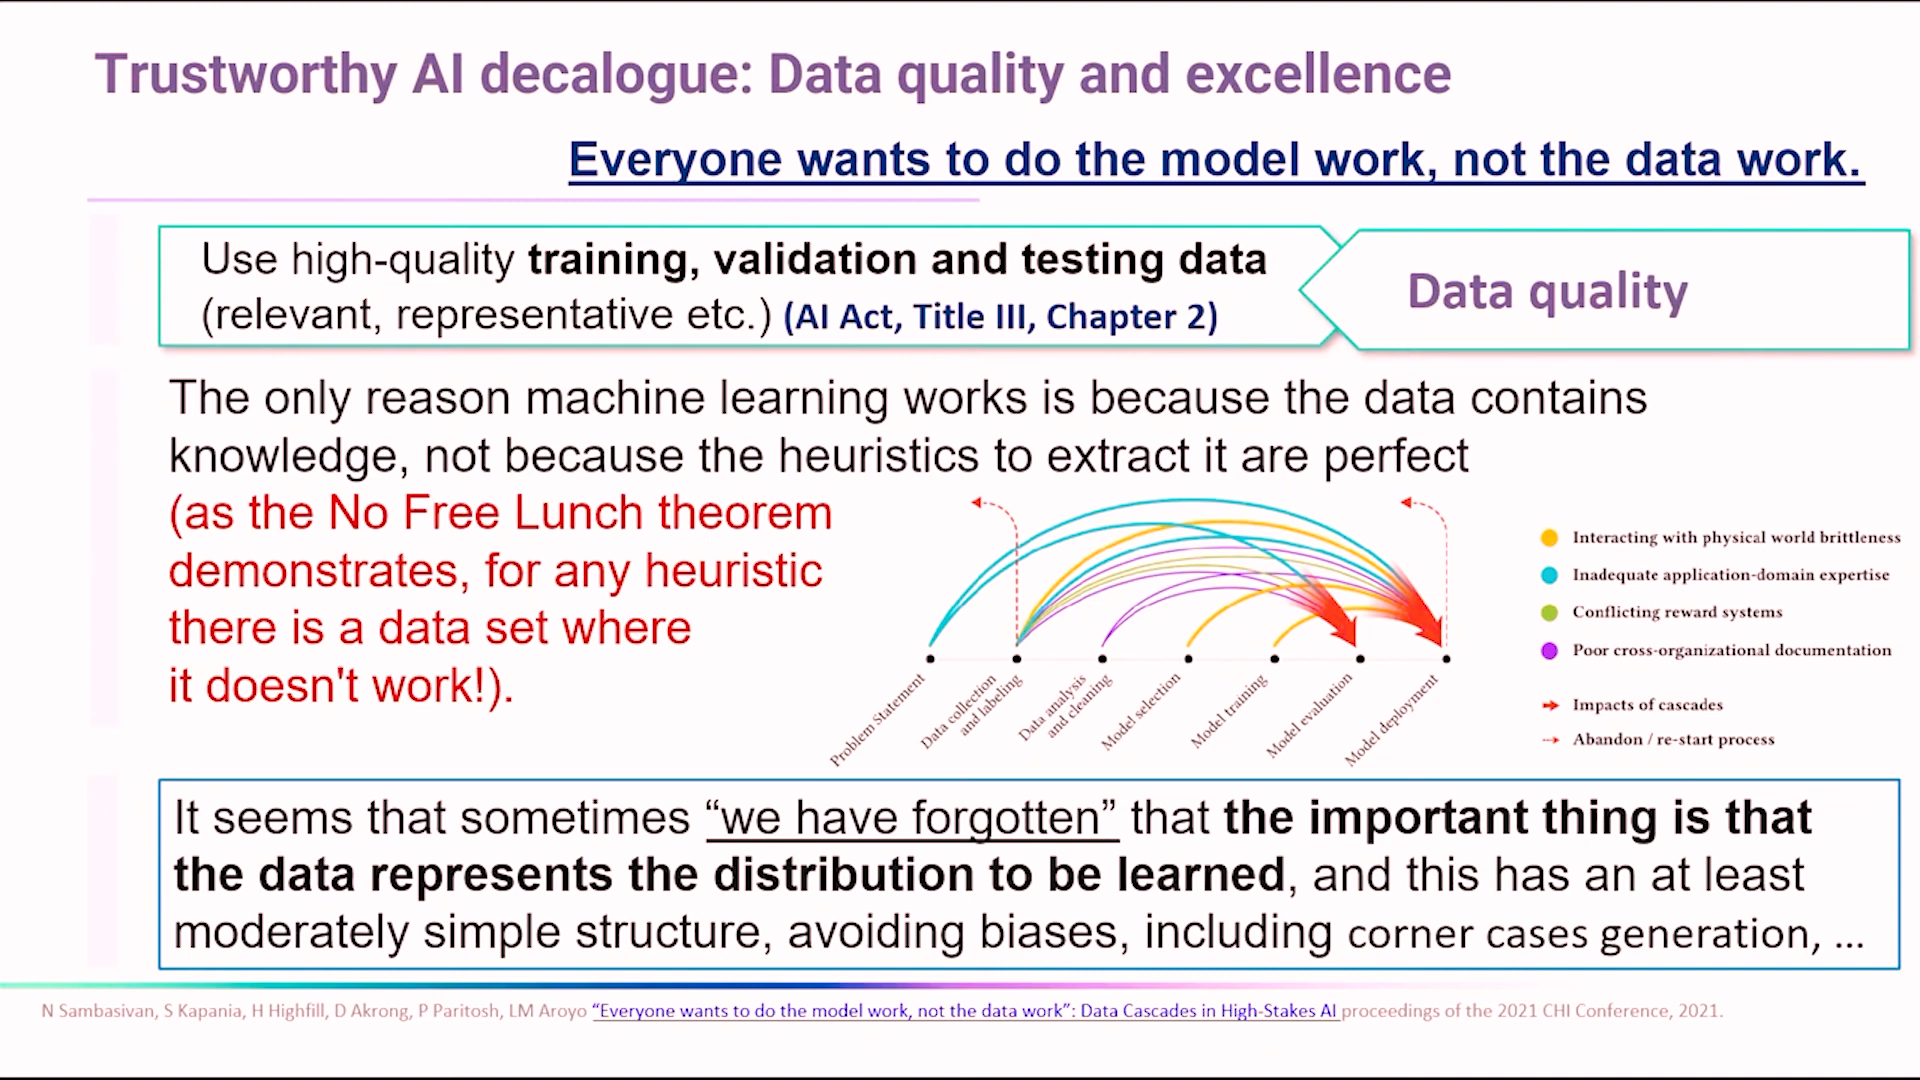 Trustworthy AI decalogue: Data quality and excellence
Everyone wants to do the model work, not the data work.
Use high-quality training, validation and testing data
(relevant, representative etc.) (AI Act, Title III, Chapter 2)
Data quality
The only reason machine learning works is because the data contains
knowledge, not because the heuristics to extract it are perfect
(as the No Free Lunch theorem
demonstrates, for any heuristic
there is a data set where
it doesn't work!).
Problem Statement
Data collection
and labeling
Data analysis
and cleaning
Model selection
Model training
Model evaluation
Model deployment
Interacting with physical world brittleness
Inadequate application-domain expertise
Conflicting reward systems
Poor cross-organizational documentation
Impacts of cascades
Abandon / re-start process
It seems that sometimes “we have forgotten” that the important thing is that
the data represents the distribution to be learned, and this has an at least
moderately simple structure, avoiding biases, including corner cases generation, ...
N Sambasivan, S Kapania, H Highfill, D Akrong, P Paritosh, LM Aroyo “Everyone wants to do the model work, not the data work”: Data Cascades in High-Stakes AI proceedings of the 2021 CHI Conference, 2021.